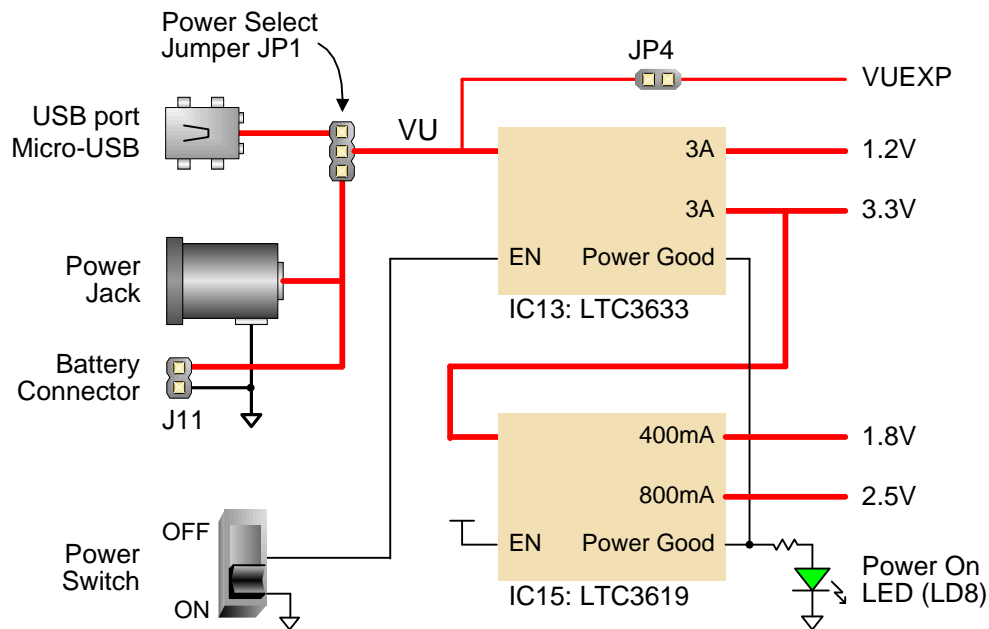 Power Select
Jumper JP1
JP4
VUEXP
USB port
Micro-USB
VU
3A
1.2V
3A
3.3V
EN
Power Good
IC13: LTC3633
Power
Jack
Battery
Connector
J11
400mA
1.8V
800mA
2.5V
EN
Power Good
IC15: LTC3619
OFF
Power
Switch
ON
Power On
LED (LD8)